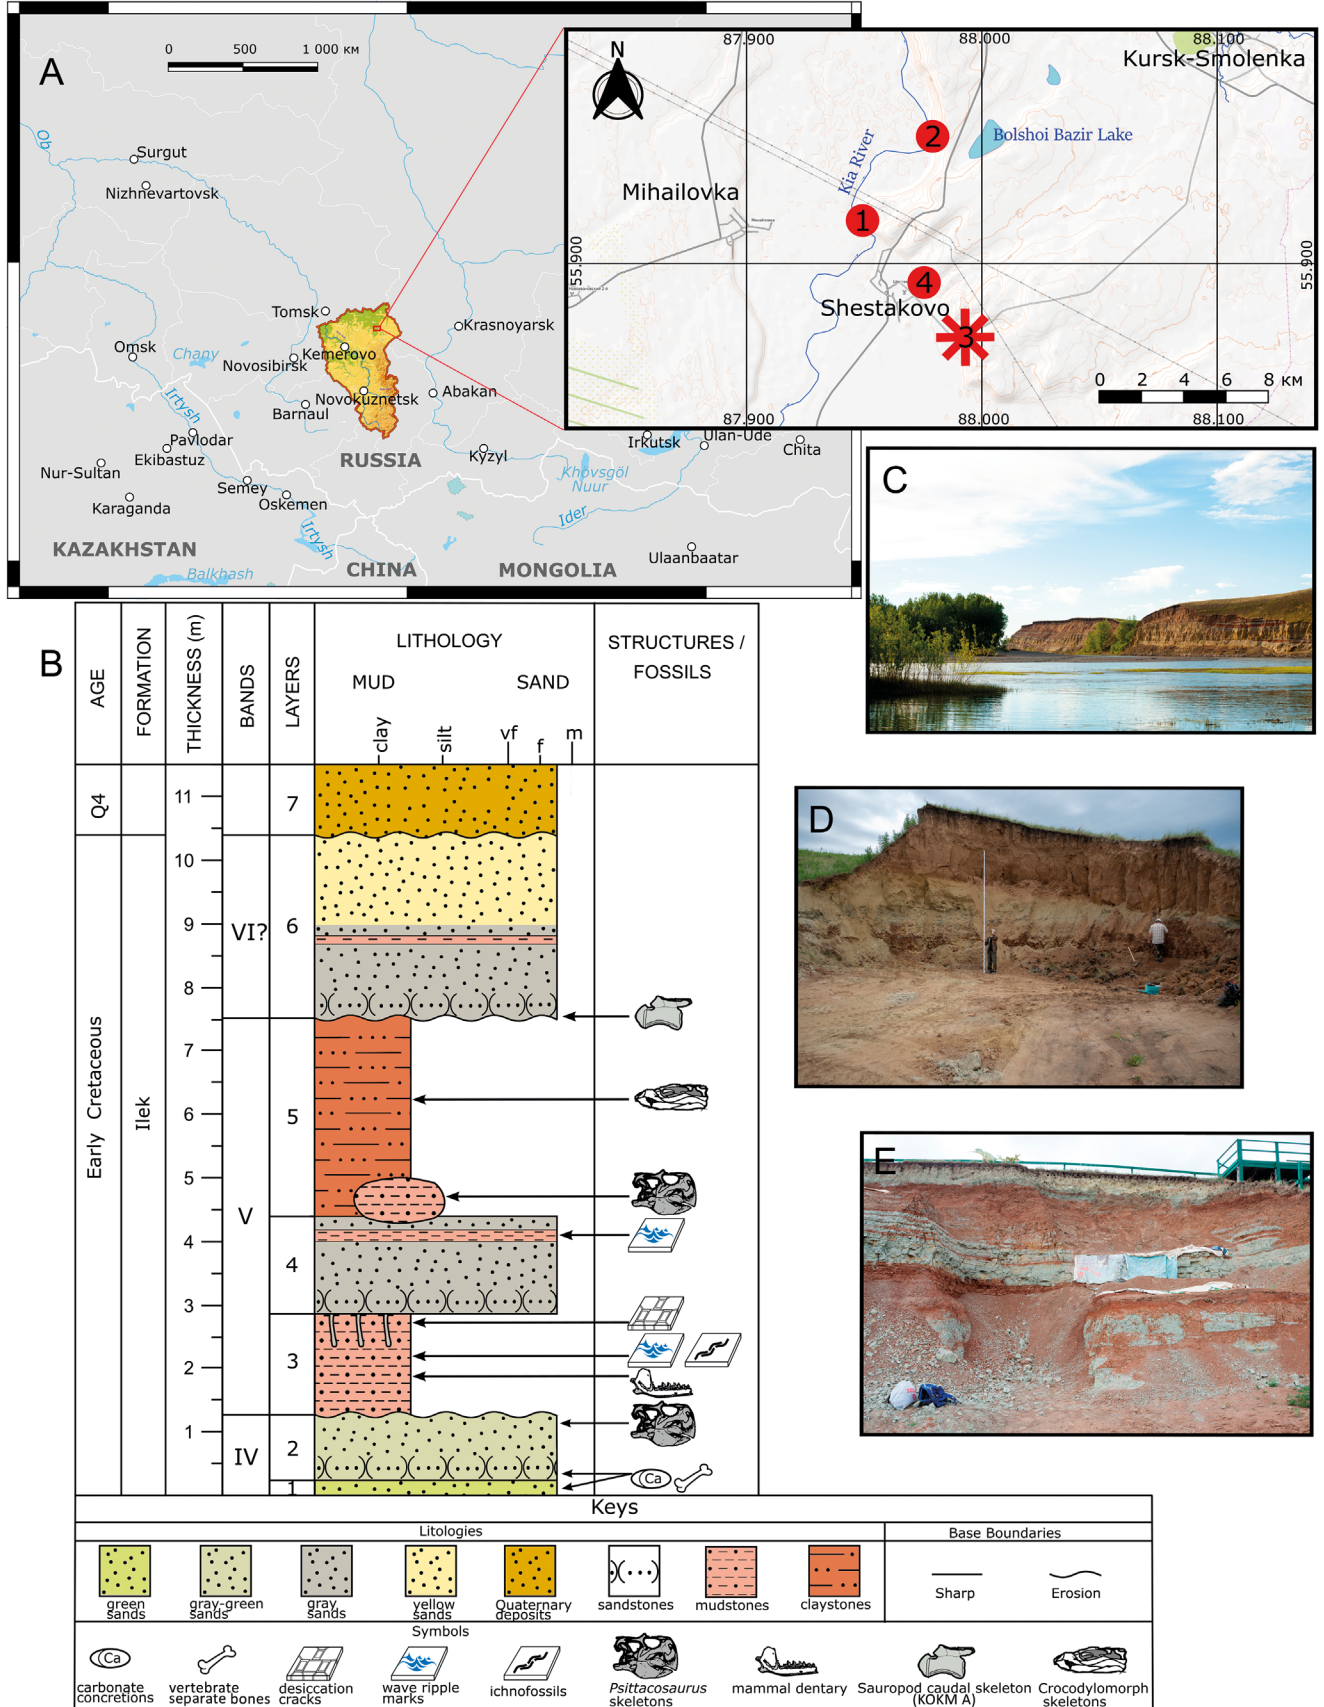 A
0 500 1 000 км
Ob
Surgut
Nizhnevartovsk
Tomsk
Krasnoyarsk
Omsk
Chany
Novosibirsk
Kemerovo
Irtysh
Novokuznetsk
Abakan
Barnaul
Pavlodar
Ekibastuz
RUSSIA
Kyzyl
Irkutsk
Ulan-Ude
Chita
Nur-Sultan
Semey
Khövsgöl
Nuur
Karaganda
Oskemen
Irtysh
Ider
KAZAKHSTAN
Ulaanbaatar
Balkhash
CHINA
MONGOLIA
N
87.900 88.000 88.100
Kursk-Smolenka
2
Bolshoi Bazir Lake
Kia River
Mihailovka
1
55.900 55.900
4
Shestakovo
3
0 2 4 6 8 км
87.900 88.000 88.100
C
D
E
B
AGE
FORMATION
THICKNESS (m)
BANDS
LAYERS
LITHOLOGY
MUD SAND
clay silt vf f m
STRUCTURES /
FOSSILS
Q4
Early Cretaceous
Ilek
11
10
9
8
7
6
5
4
3
2
1
VI?
V
IV
7
6
5
4
3
2
1
Ca
Keys
Litologies
Base Boundaries
green
sands
gray-green
sands
gray
sands
yellow
sands
Quaternary
deposits
sandstones
mudstones
claystones
Sharp
Erosion
Symbols
Ca
carbonate
concretions
vertebrate
separate bones
desiccation
cracks
wave ripple
marks
ichnofossils
Psittacosaurus
skeletons
mammal dentary
Sauropod caudal skeleton
(KOKM A)
Crocodylomorph
skeletons